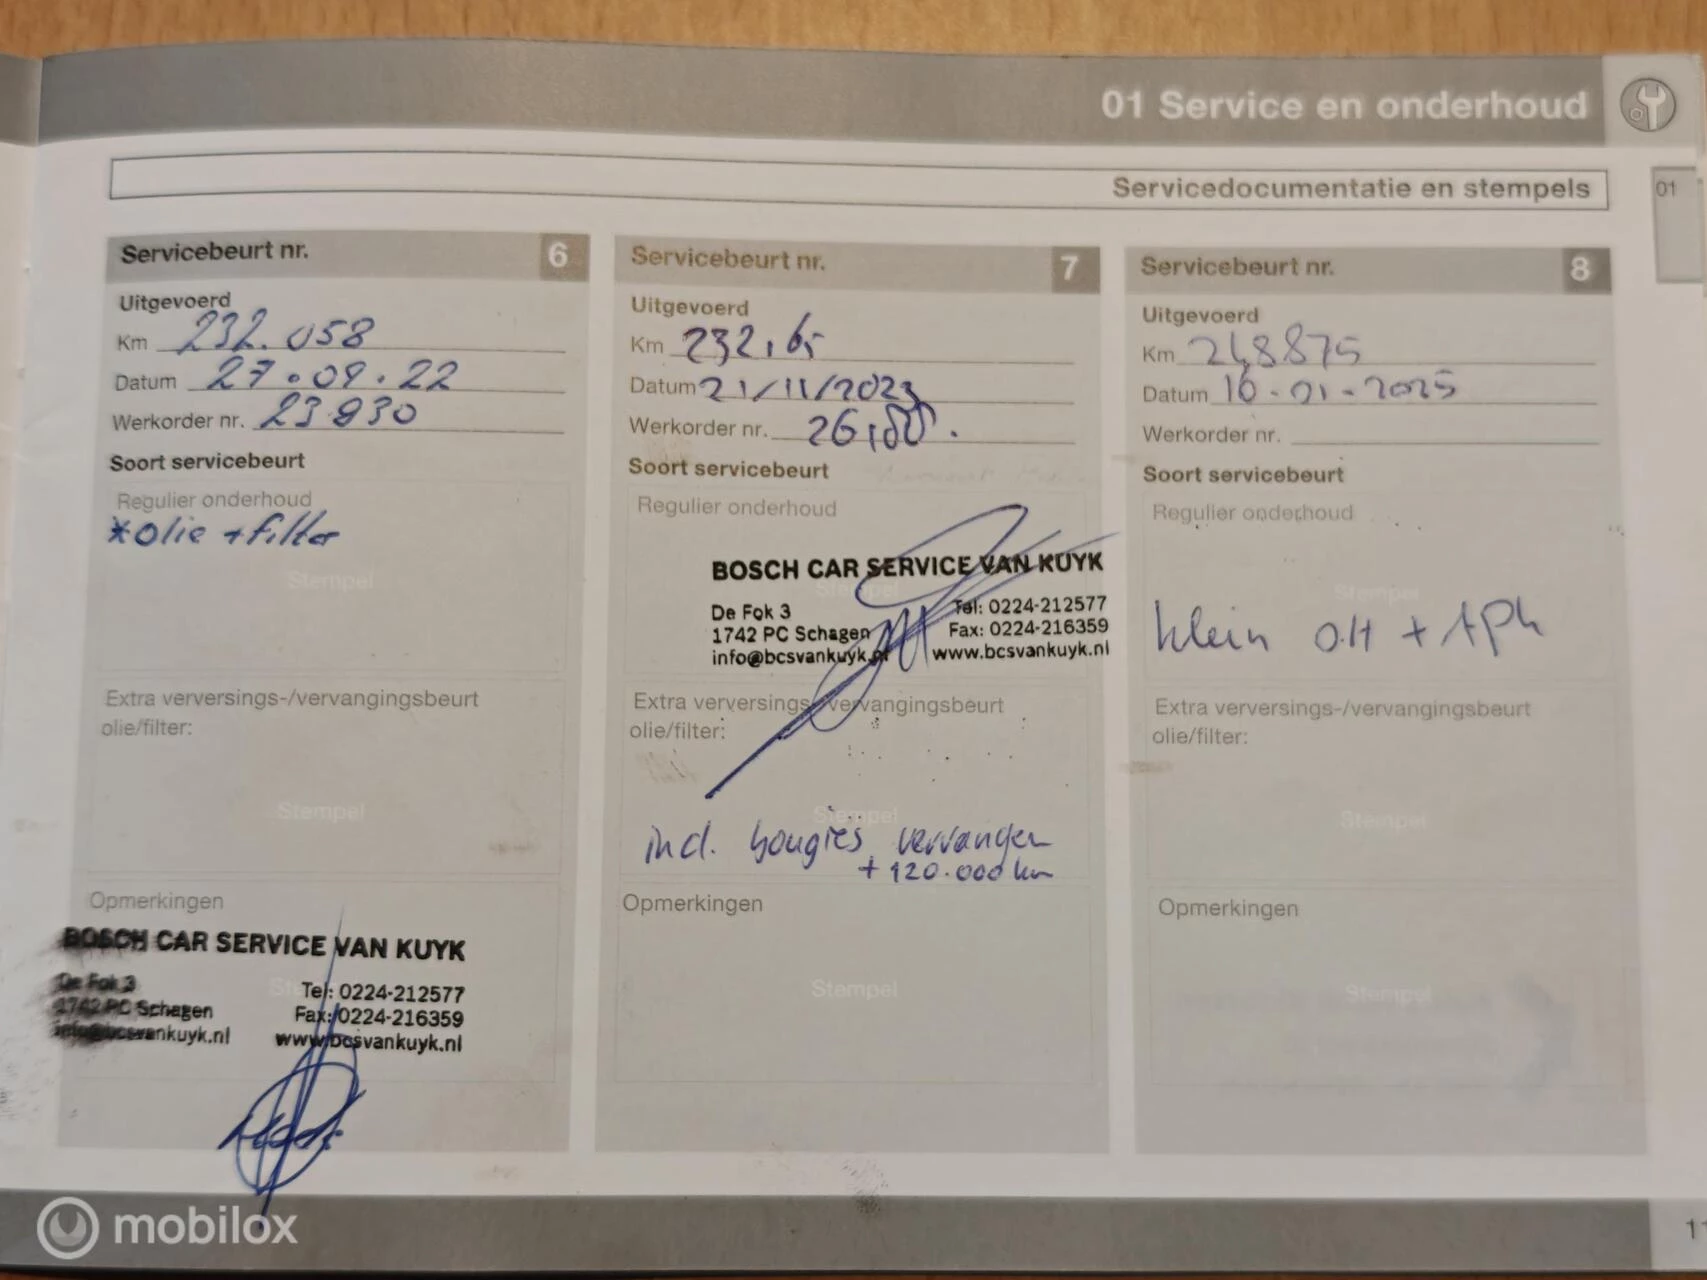 01 Service en onderhoud
Servicedocumentatie en stempels
01
Servicebeurt nr. 6
Uitgevoerd
Km 232.058
Datum 27.09.22
Werkorder nr. 23930
Soort servicebeurt
Regulier onderhoud
*olie + filter
Stempel
Extra verversings-/vervangingsbeurt
olie/filter:
Stempel
Opmerkingen
BOSCH CAR SERVICE VAN KUYK
De Fok 3 Tel: 0224-212577
1742 PC Schagen Fax: 0224-216359
info@bcsvankuyk.nl www.bcsvankuyk.nl
Servicebeurt nr. 7
Uitgevoerd
Km
Datum 21/11/2023
Werkorder nr.
Soort servicebeurt
Regulier onderhoud
Stempel
BOSCH CAR SERVICE VAN KUYK
De Fok 3 Tel: 0224-212577
1742 PC Schagen Fax: 0224-216359
info@bcsvankuyk.nl www.bcsvankuyk.nl
Extra verversings-/vervangingsbeurt
olie/filter:
Stempel
incl. bougies vervangen
+ 120.000 km
Opmerkingen
Stempel
Servicebeurt nr. 8
Uitgevoerd
Km 248875
Datum 16-01-2025
Werkorder nr.
Soort servicebeurt
Regulier onderhoud
Stempel
klein O.H + APK
Extra verversings-/vervangingsbeurt
olie/filter:
Stempel
Opmerkingen
Stempel
mobilox